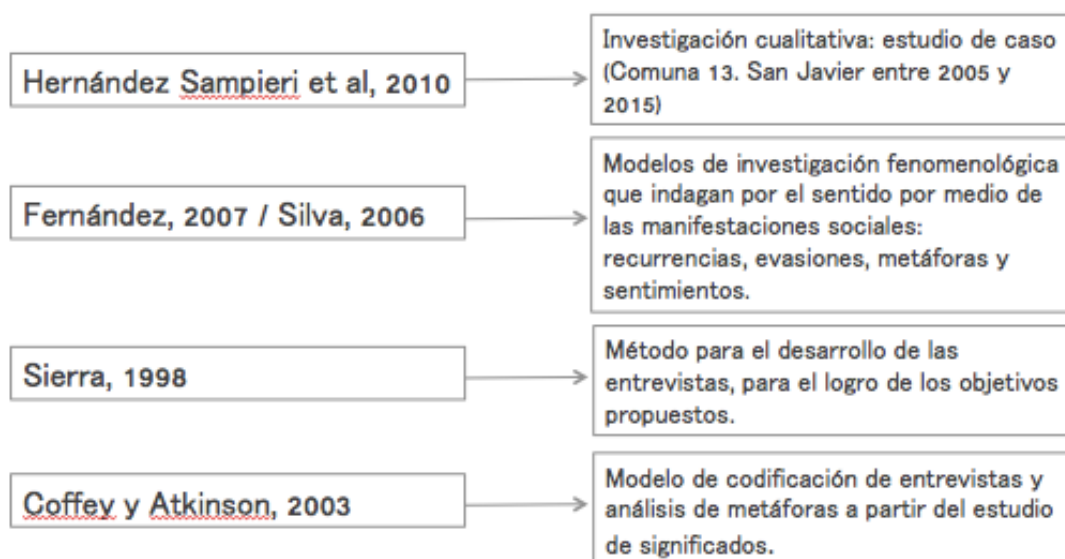 Hernández Sampieri et al, 2010
Investigación cualitativa: estudio de caso
(Comuna 13. San Javier entre 2005 y
2015)
Fernández, 2007 / Silva, 2006
Modelos de investigación fenomenológica
que indagan por el sentido por medio de
las manifestaciones sociales:
recurrencias, evasiones, metáforas y
sentimientos.
Sierra, 1998
Método para el desarrollo de las
entrevistas, para el logro de los objetivos
propuestos.
Coffey y Atkinson, 2003
Modelo de codificación de entrevistas y
análisis de metáforas a partir del estudio
de significados.